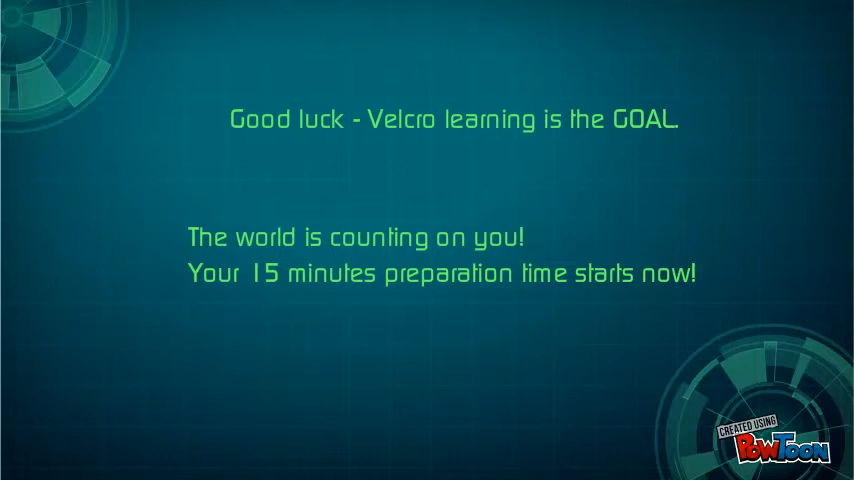 Good luck - Velcro learning is the GOAL.
The world is counting on you!
Your 15 minutes preparation time starts now!
CREATED USING
POWTOON